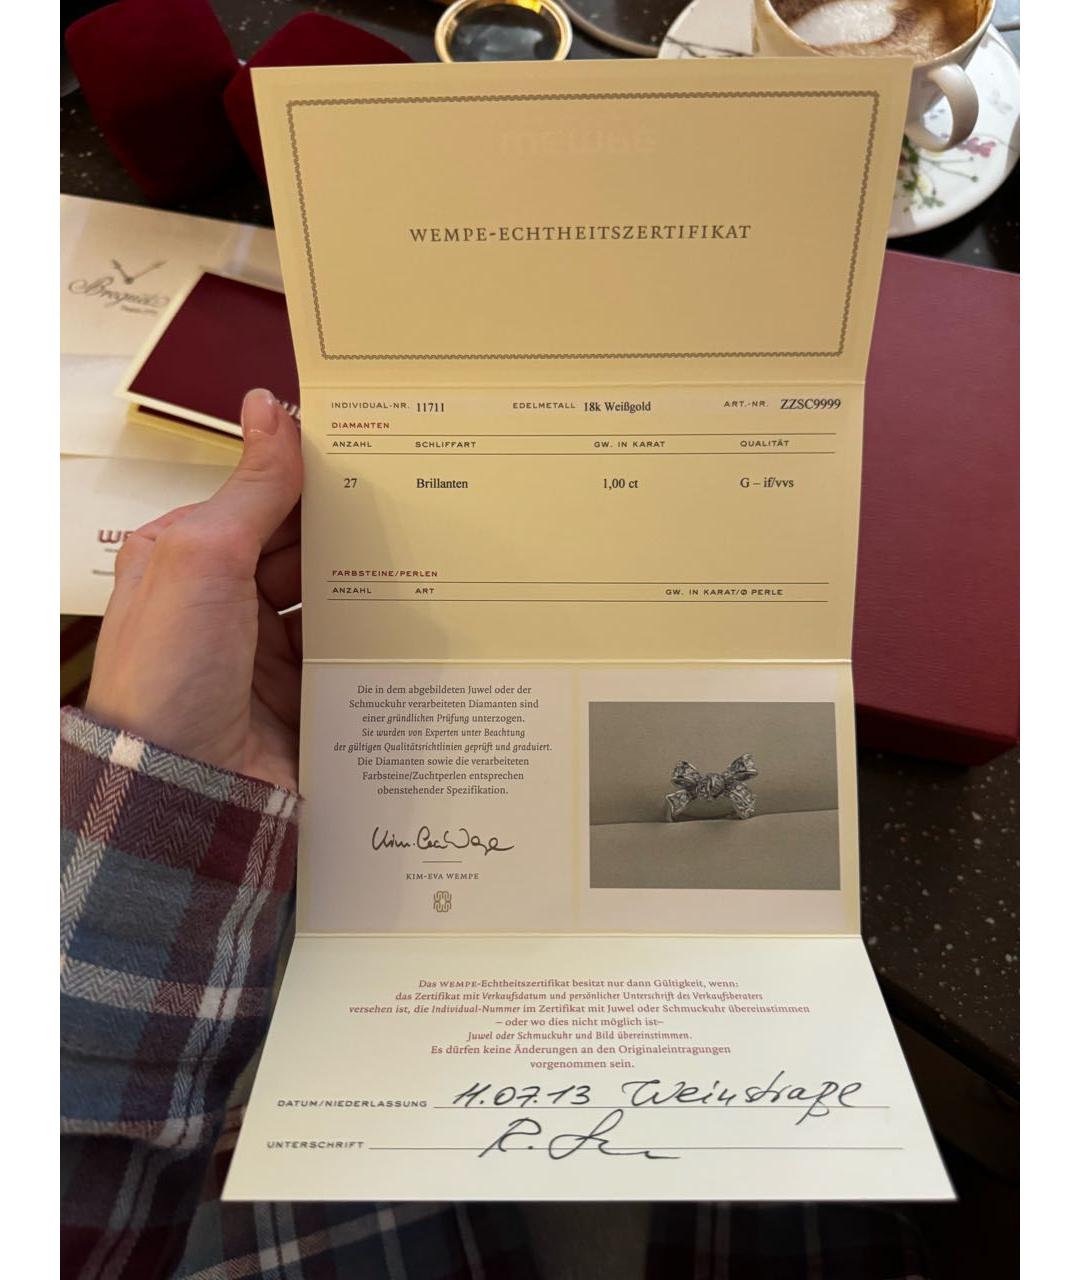 WEMPE-ECHTHEITSZERTIFIKAT
INDIVIDUAL-NR. 11711 EDELMETALL 18k Weißgold ART.-NR. ZZSC9999
DIAMANTEN
ANZAHL SCHLIFFART GW. IN KARAT QUALITÄT
27 Brillanten 1,00 ct G – if/vvs
FARBSTEINE/PERLEN
ANZAHL ART GW. IN KARAT/Ø PERLE
Die in dem abgebildeten Juwel oder der
Schmuckuhr verarbeiteten Diamanten sind
einer gründlichen Prüfung unterzogen.
Sie wurden von Experten unter Beachtung
der gültigen Qualitätsrichtlinien geprüft und graduiert.
Die Diamanten sowie die verarbeiteten
Farbsteine/Zuchtperlen entsprechen
obenstehender Spezifikation.
KIM-EVA WEMPE
Das WEMPE-Echtheitszertifikat besitzt nur dann Gültigkeit, wenn:
das Zertifikat mit Verkaufsdatum und persönlicher Unterschrift des Verkaufsberaters
versehen ist, die Individual-Nummer im Zertifikat mit Juwel oder Schmuckuhr übereinstimmen
– oder wo dies nicht möglich ist–
Juwel oder Schmuckuhr und Bild übereinstimmen.
Es dürfen keine Änderungen an den Originaleintragungen
vorgenommen sein.
DATUM/NIEDERLASSUNG 11.07.13 Weinstraße
UNTERSCHRIFT
Breguet